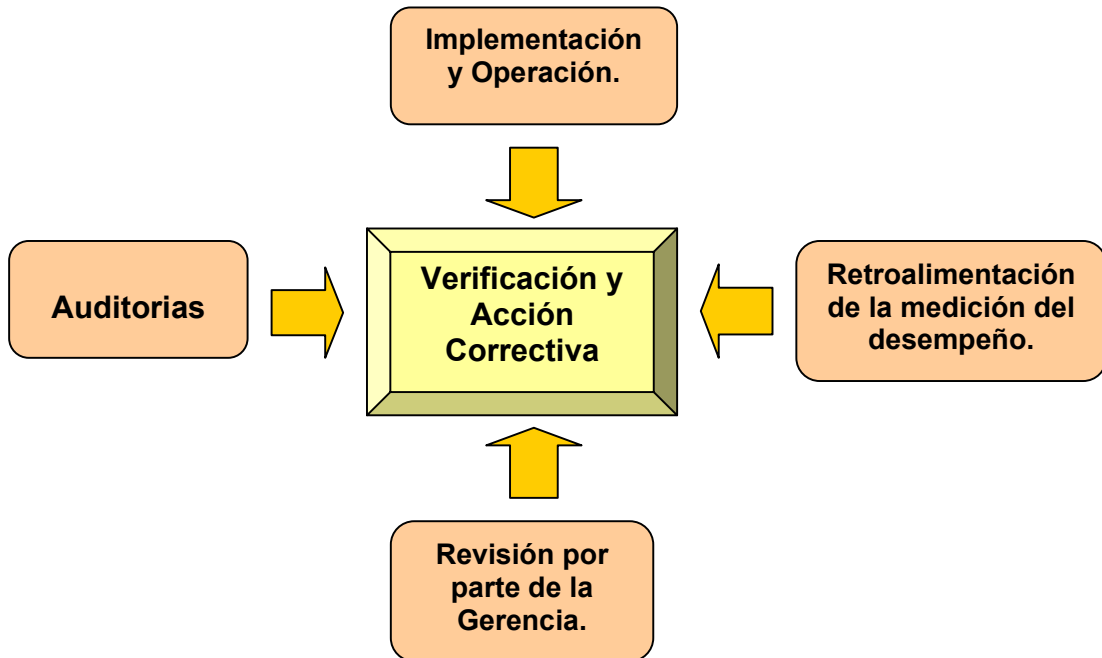 Implementación
y Operación.
Auditorias
Verificación y
Acción
Correctiva
Retroalimentación
de la medición del
desempeño.
Revisión por
parte de la
Gerencia.